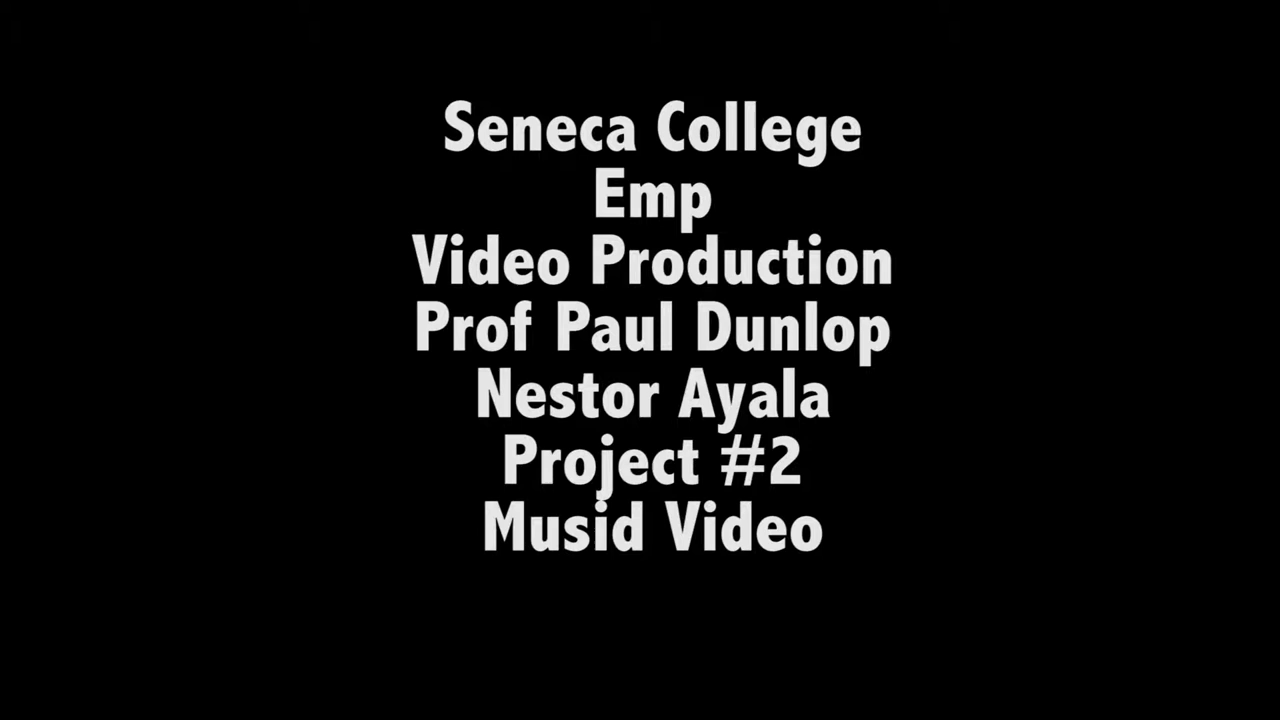 Seneca College
Emp
Video Production
Prof Paul Dunlop
Nestor Ayala
Project #2
Musid Video